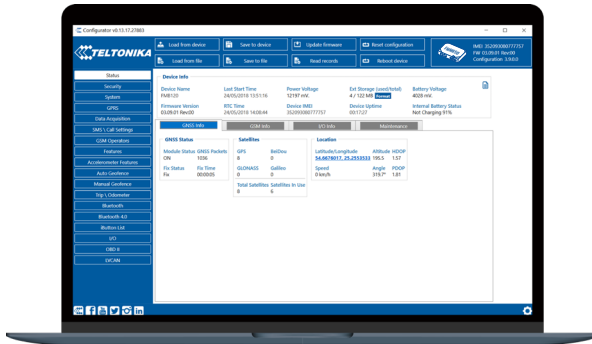 Configurator v0.13.17.27883
TELTONIKA
Load from device
Save to device
Update firmware
Reset configuration
Load from file
Save to file
Read records
Reboot device
IMEI 352093080777757
FW 03.09.01 Rev:00
Configuration 3.9.0.0
Status
Security
System
GPRS
Data Acquisition
SMS \ Call Settings
GSM Operators
Features
Accelerometer Features
Auto Geofence
Manual Geofence
Trip \ Odometer
Bluetooth
Bluetooth 4.0
iButton List
I/O
OBD II
LVCAN
Device Info
Device Name
FMB120
Last Start Time
24/05/2018 13:51:16
Power Voltage
12197 mV.
Ext Storage (used/total)
4 / 122 MB Format
Battery Voltage
4028 mV.
Firmware Version
03.09.01 Rev:00
RTC Time
24/05/2018 14:08:44
Device IMEI
352093080777757
Device Uptime
00:17:27
Internal Battery Status
Not Charging 91%
GNSS Info
GSM Info
I/O Info
Maintenance
GNSS Status
Module Status GNSS Packets
ON 1036
Fix Status Fix Time
Fix 00:00:05
Satellites
GPS BeiDou
8 0
GLONASS Galileo
0 0
Total Satellites Satellites In Use
8 6
Location
Latitude/Longitude Altitude HDOP
54.6676017, 25.2553533 195.5 1.57
Speed Angle PDOP
0 km/h 319.7° 1.81